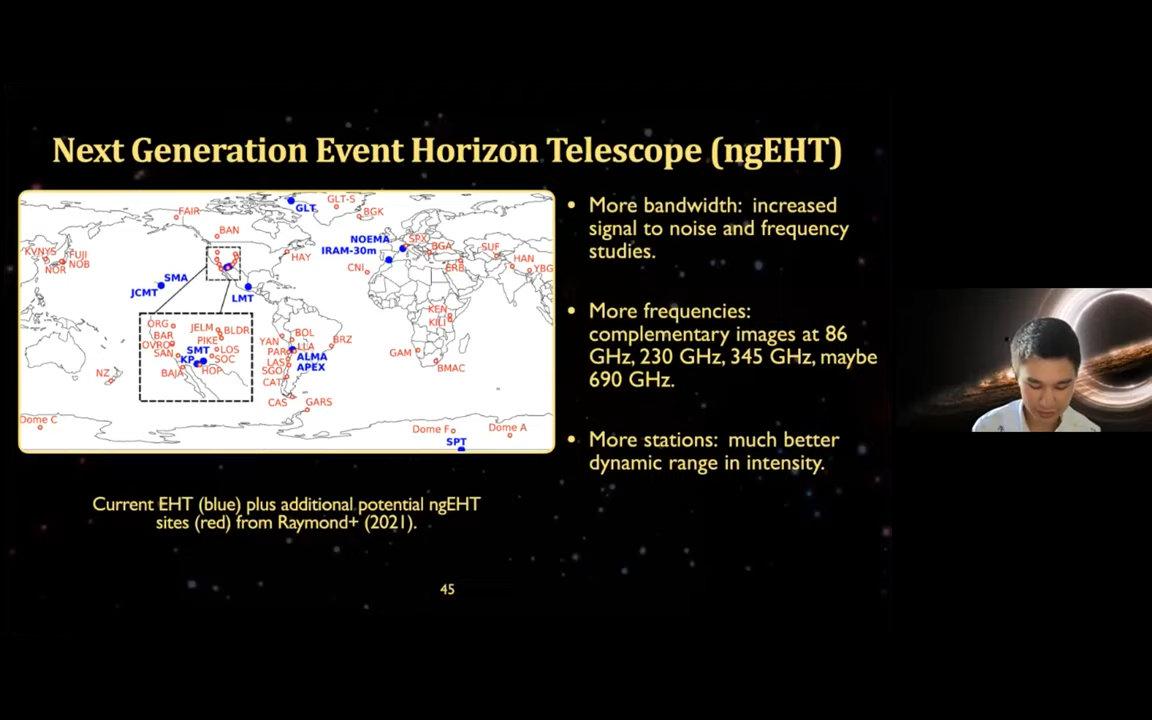 Next Generation Event Horizon Telescope (ngEHT)
GLT
GLT-S
BGK
FAIR
BAN
HAY
NOEMA
IRAM-30m
SPX
BGA
SUF
HAN
YBG
ERB
CNI
KVNYS
FUJI
NOB
NOR
SMA
JCMT
LMT
ORG
BAR
OVRO
SAN
JELM
BLDR
PIKE
SMT
LOS
KP
SOC
HOP
BAJA
BOL
YAN
LLA
BRZ
PAR
ALMA
LAS
APEX
SGO
CAT
CAS
GARS
KEN
KILI
GAM
BMAC
NZ
Dome C
Dome F
Dome A
SPT
Current EHT (blue) plus additional potential ngEHT
sites (red) from Raymond+ (2021).
• More bandwidth: increased
signal to noise and frequency
studies.
• More frequencies:
complementary images at 86
GHz, 230 GHz, 345 GHz, maybe
690 GHz.
• More stations: much better
dynamic range in intensity.
45